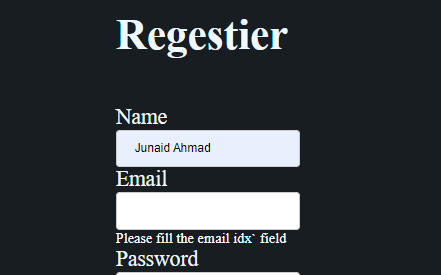 Regestier
Name
Junaid Ahmad
Email
Please fill the email idx` field
Password